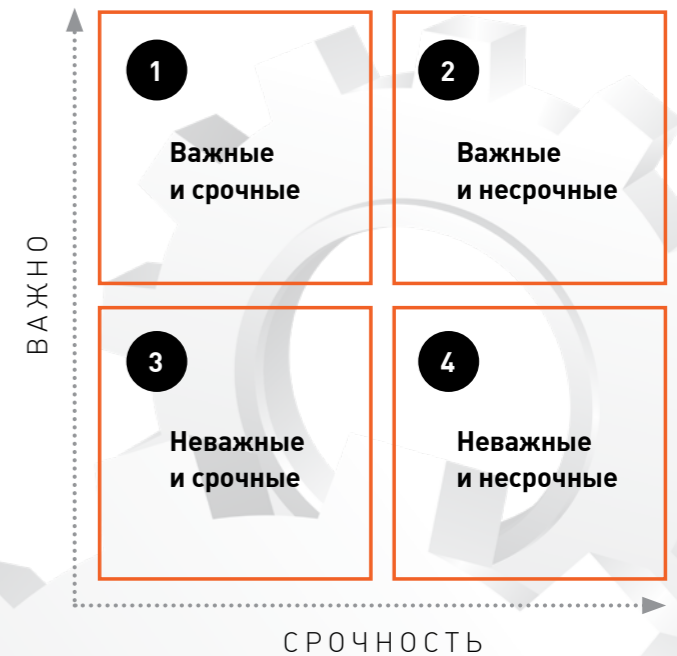 1
Важные
и срочные
2
Важные
и несрочные
ВАЖНО
3
Неважные
и срочные
4
Неважные
и несрочные
СРОЧНОСТЬ